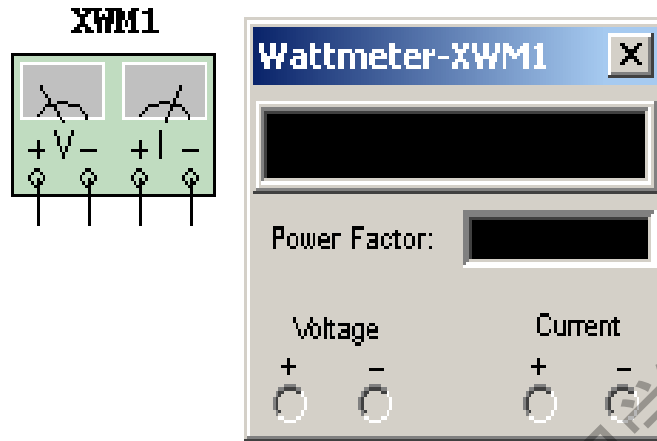 XWM1
+ V - + I -
Wattmeter-XWM1
Power Factor:
Voltage Current
+ - + -